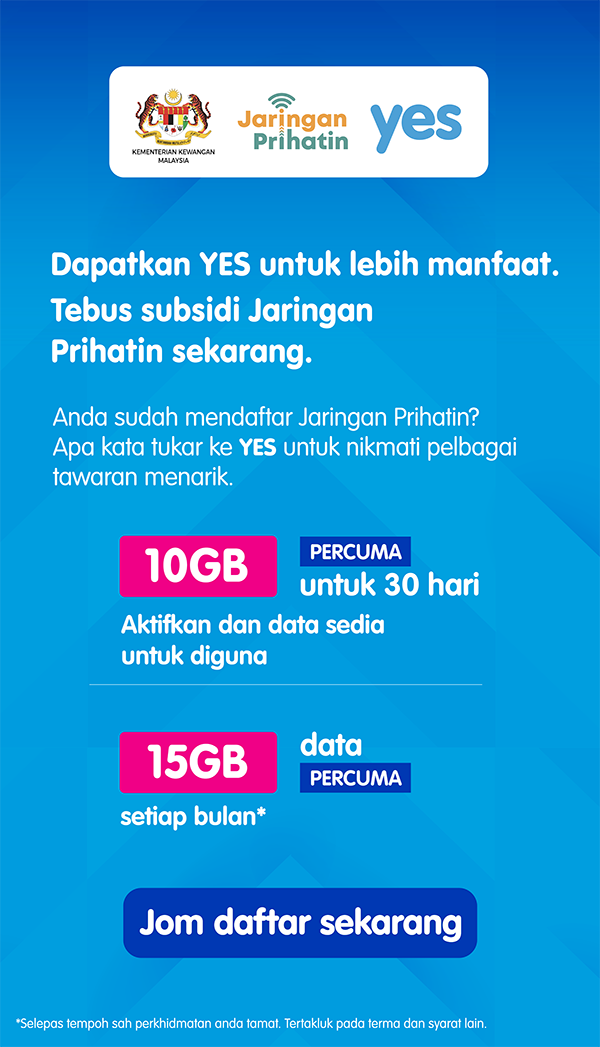 KEMENTERIAN KEWANGAN
MALAYSIA
Jaringan
Prihatin
yes
Dapatkan YES untuk lebih manfaat.
Tebus subsidi Jaringan
Prihatin sekarang.
Anda sudah mendaftar Jaringan Prihatin?
Apa kata tukar ke YES untuk nikmati pelbagai
tawaran menarik.
10GB
PERCUMA
untuk 30 hari
Aktifkan dan data sedia
untuk diguna
15GB
data
PERCUMA
setiap bulan*
Jom daftar sekarang
*Selepas tempoh sah perkhidmatan anda tamat. Tertakluk pada terma dan syarat lain.